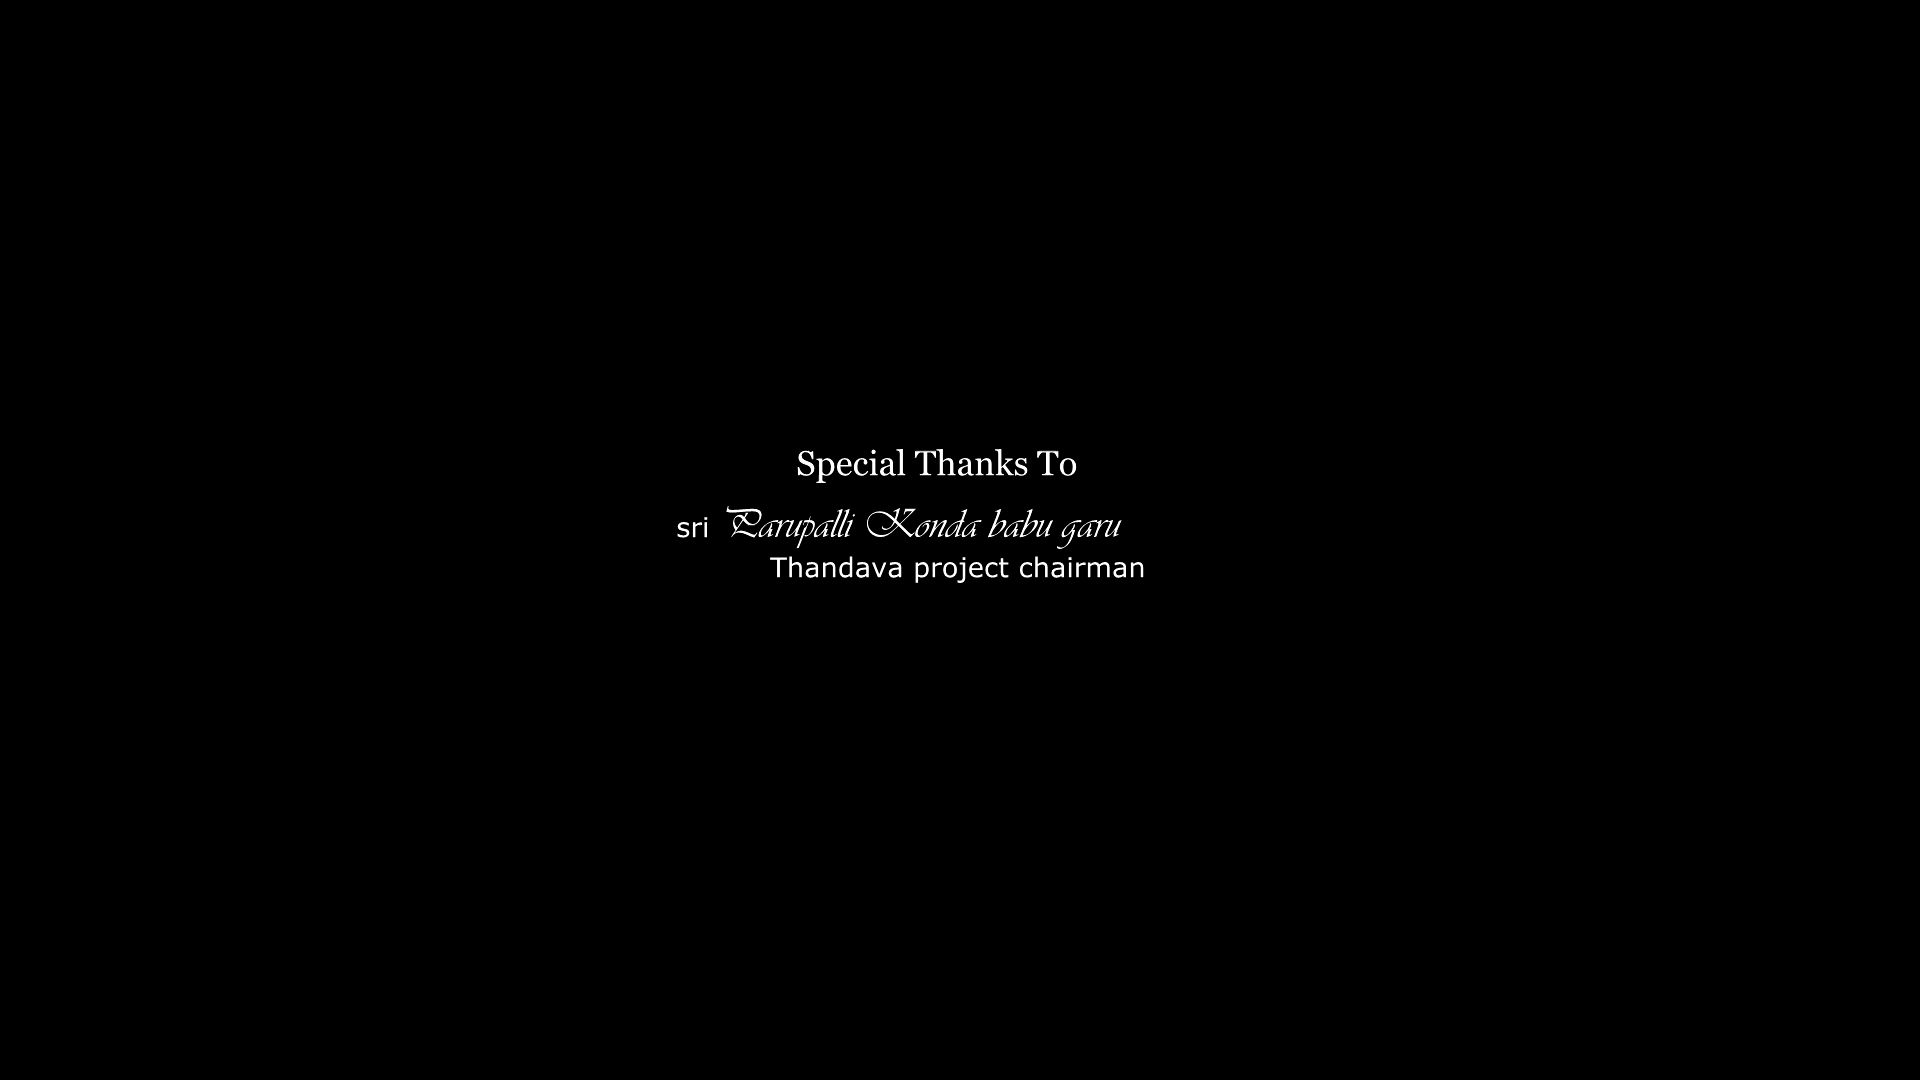 Special Thanks To
sri Parupalli Konda babu garu
Thandava project chairman